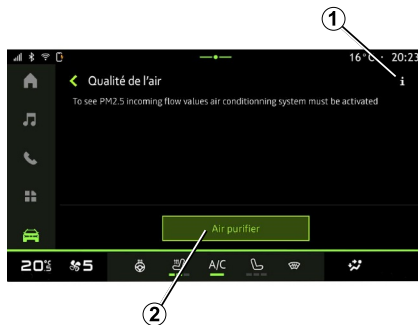 1
16°C · 20:23
Qualité de l'air
i
To see PM2.5 incoming flow values air conditionning system must be activated
Air purifier
20°C 5
5
A/C
2